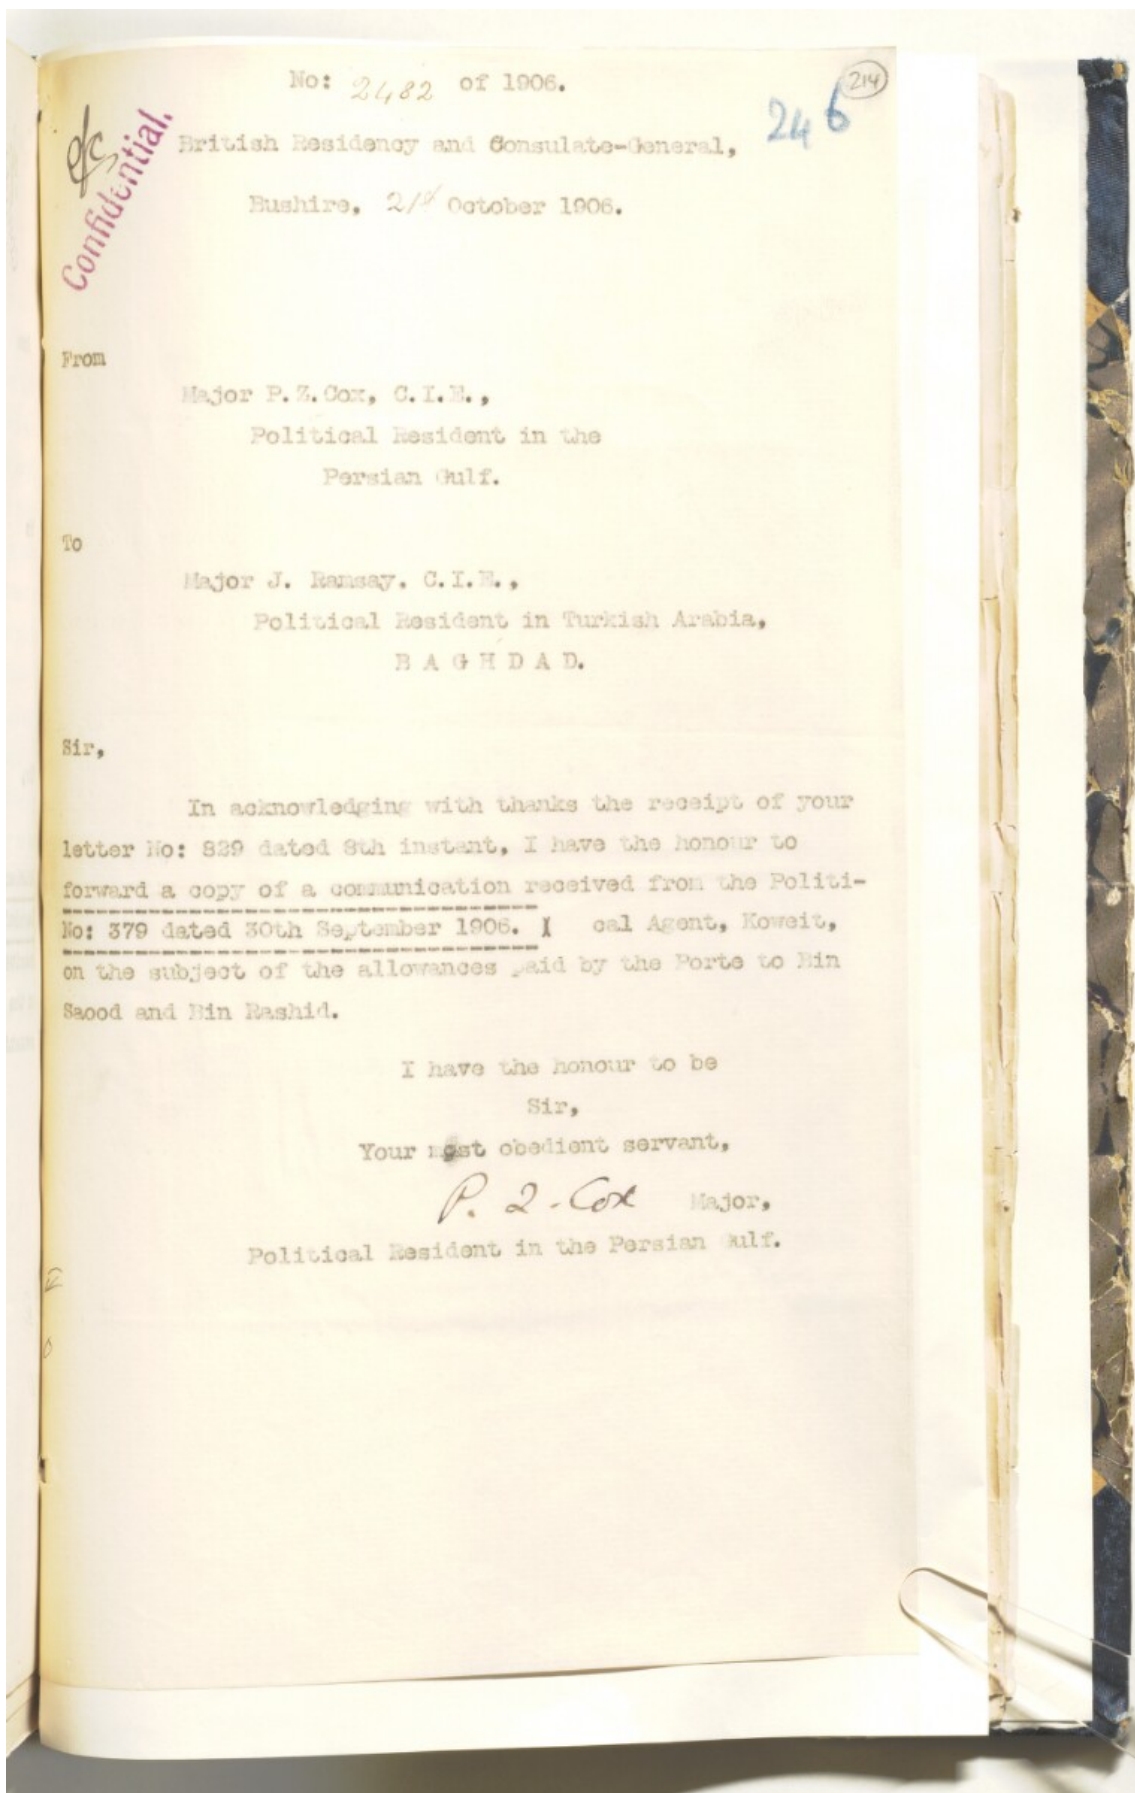 No: 2482 of 1906.
214
246
Confidential.
British Residency and Consulate-General,
Bushire, 21st October 1906.
From
Major P.Z.Cox, C.I.E.,
Political Resident in the
Persian Gulf.
To
Major J. Ramsay. C.I.E.,
Political Resident in Turkish Arabia,
BAGHDAD.
Sir,
In acknowledging with thanks the receipt of your
letter No: 829 dated 8th instant, I have the honour to
forward a copy of a communication received from the Politi-
No: 379 dated 30th September 1906. cal Agent, Koweit,
on the subject of the allowances paid by the Porte to Bin
Saood and Bin Rashid.
I have the honour to be
Sir,
Your most obedient servant,
P. Z. Cox Major,
Political Resident in the Persian Gulf.